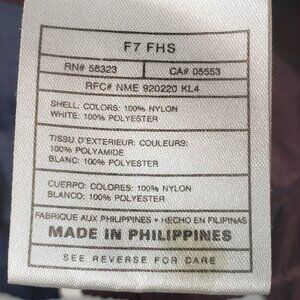 F7 FHS
RN# 56323 CA# 05553
RFC# NME 920220 KL4
SHELL: COLORS: 100% NYLON
WHITE: 100% POLYESTER
TISSU D'EXTERIEUR: COULEURS:
100% POLYAMIDE
BLANC: 100% POLYESTER
CUERPO: COLORES: 100% NYLON
BLANCO: 100% POLYESTER
FABRIQUE AUX PHILIPPINES • HECHO EN FILIPINAS
MADE IN PHILIPPINES
SEE REVERSE FOR CARE